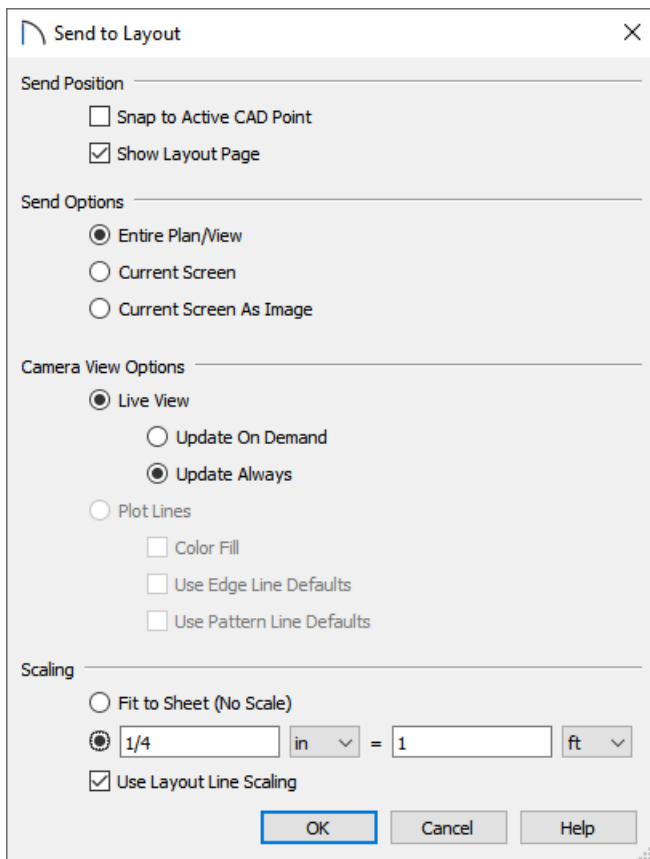 Send to Layout
Send Position
Snap to Active CAD Point
Show Layout Page
Send Options
Entire Plan/View
Current Screen
Current Screen As Image
Camera View Options
Live View
Update On Demand
Update Always
Plot Lines
Color Fill
Use Edge Line Defaults
Use Pattern Line Defaults
Scaling
Fit to Sheet (No Scale)
1/4 in = 1 ft
Use Layout Line Scaling
OK Cancel Help